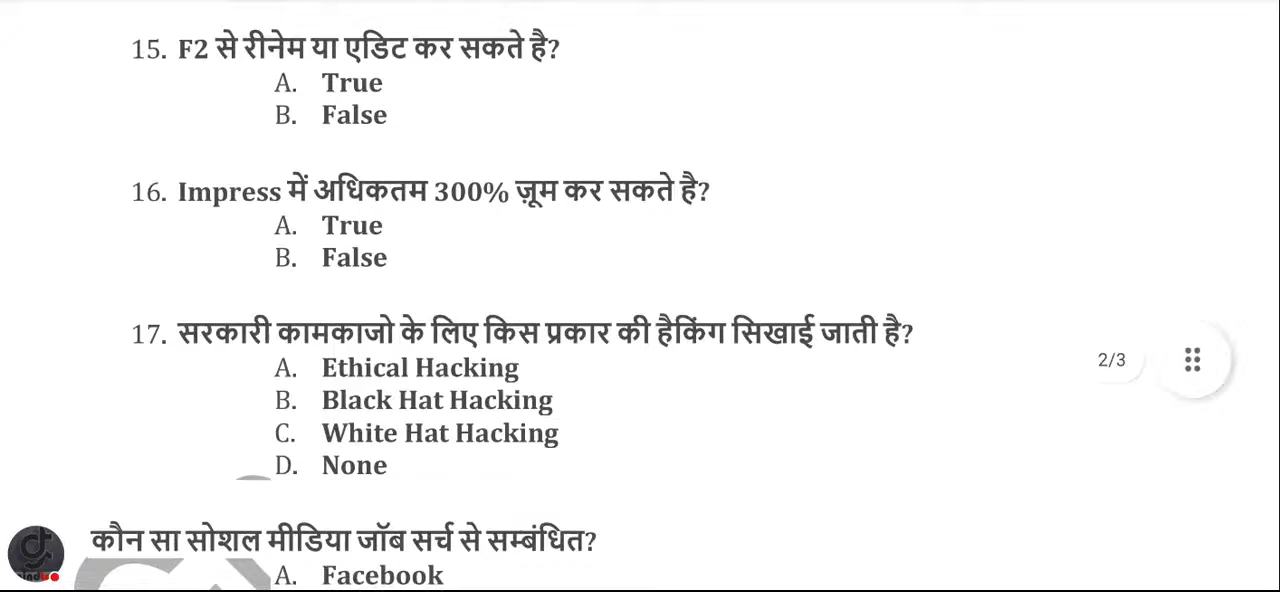 15. F2 से रीनेम या एडिट कर सकते है?
A. True
B. False
16. Impress में अधिकतम 300% ज़ूम कर सकते है?
A. True
B. False
17. सरकारी कामकाजो के लिए किस प्रकार की हैकिंग सिखाई जाती है?
A. Ethical Hacking
B. Black Hat Hacking
C. White Hat Hacking
D. None
2/3
कौन सा सोशल मीडिया जॉब सर्च से सम्बंधित?
A. Facebook